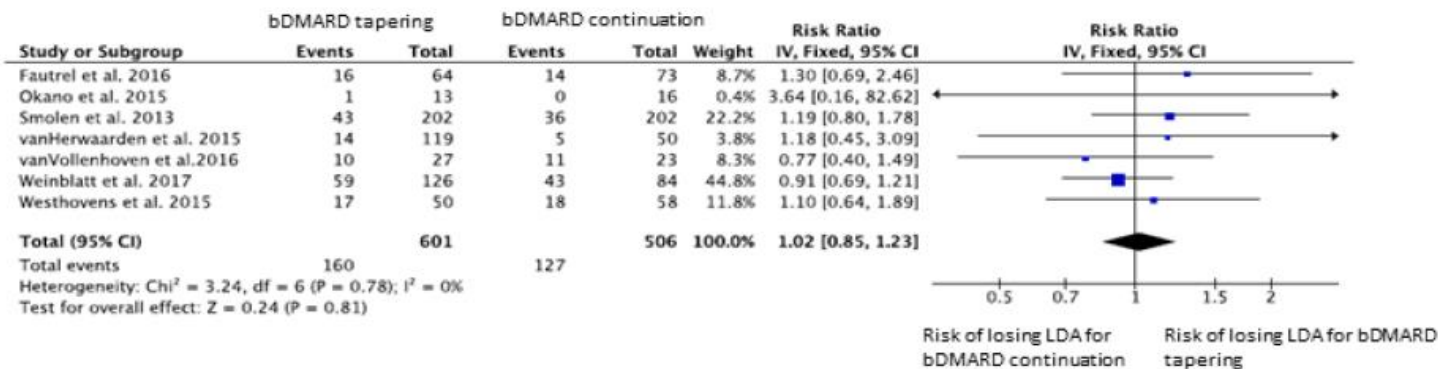 bDMARD tapering bDMARD continuation Risk Ratio Risk Ratio
Study or Subgroup Events Total Events Total Weight IV, Fixed, 95% CI IV, Fixed, 95% CI
Fautrel et al. 2016 16 64 14 73 8.7% 1.30 [0.69, 2.46]
Okano et al. 2015 1 13 0 16 0.4% 3.64 [0.16, 82.62]
Smolen et al. 2013 43 202 36 202 22.2% 1.19 [0.80, 1.78]
vanHerwaarden et al. 2015 14 119 5 50 3.8% 1.18 [0.45, 3.09]
vanVollenhoven et al.2016 10 27 11 23 8.3% 0.77 [0.40, 1.49]
Weinblatt et al. 2017 59 126 43 84 44.8% 0.91 [0.69, 1.21]
Westhovens et al. 2015 17 50 18 58 11.8% 1.10 [0.64, 1.89]
Total (95% CI) 601 506 100.0% 1.02 [0.85, 1.23]
Total events 160 127
Heterogeneity: Chi² = 3.24, df = 6 (P = 0.78); I² = 0%
Test for overall effect: Z = 0.24 (P = 0.81)
0.5 0.7 1 1.5 2
Risk of losing LDA for Risk of losing LDA for bDMARD
bDMARD continuation tapering